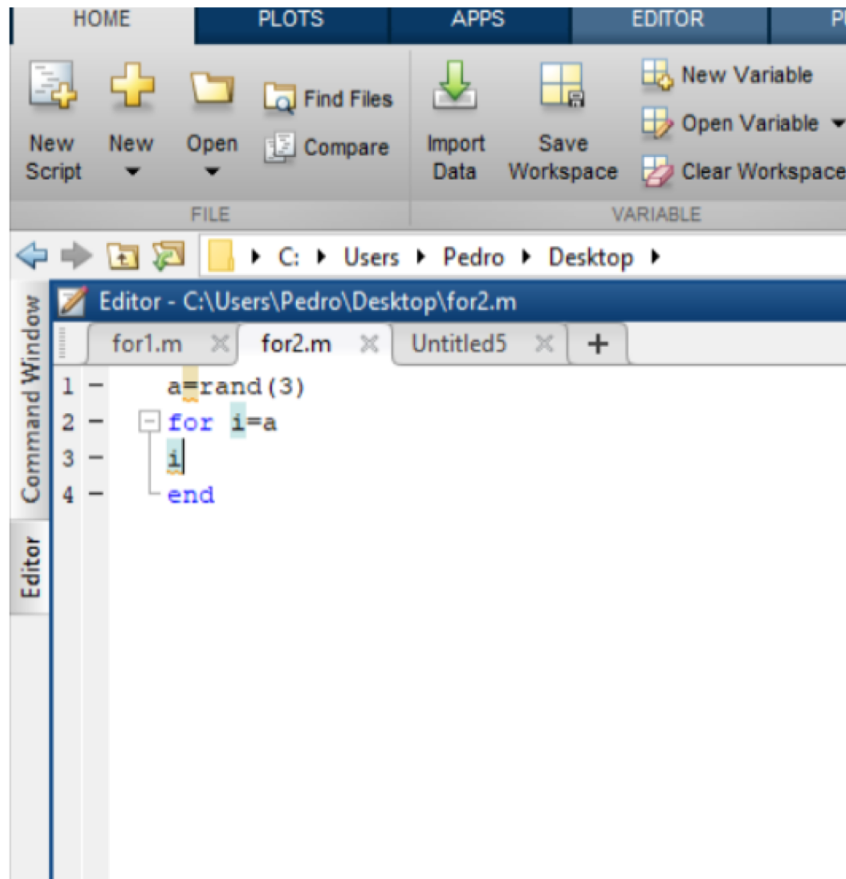 HOME PLOTS APPS EDITOR
New Script
New
Open
Find Files
Compare
Import Data
Save Workspace
New Variable
Open Variable
Clear Workspace
FILE VARIABLE
C: Users Pedro Desktop
Command Window
Editor
Editor - C:\Users\Pedro\Desktop\for2.m
for1.m for2.m Untitled5 +
1 a=rand(3)
2 for i=a
3 i
4 end